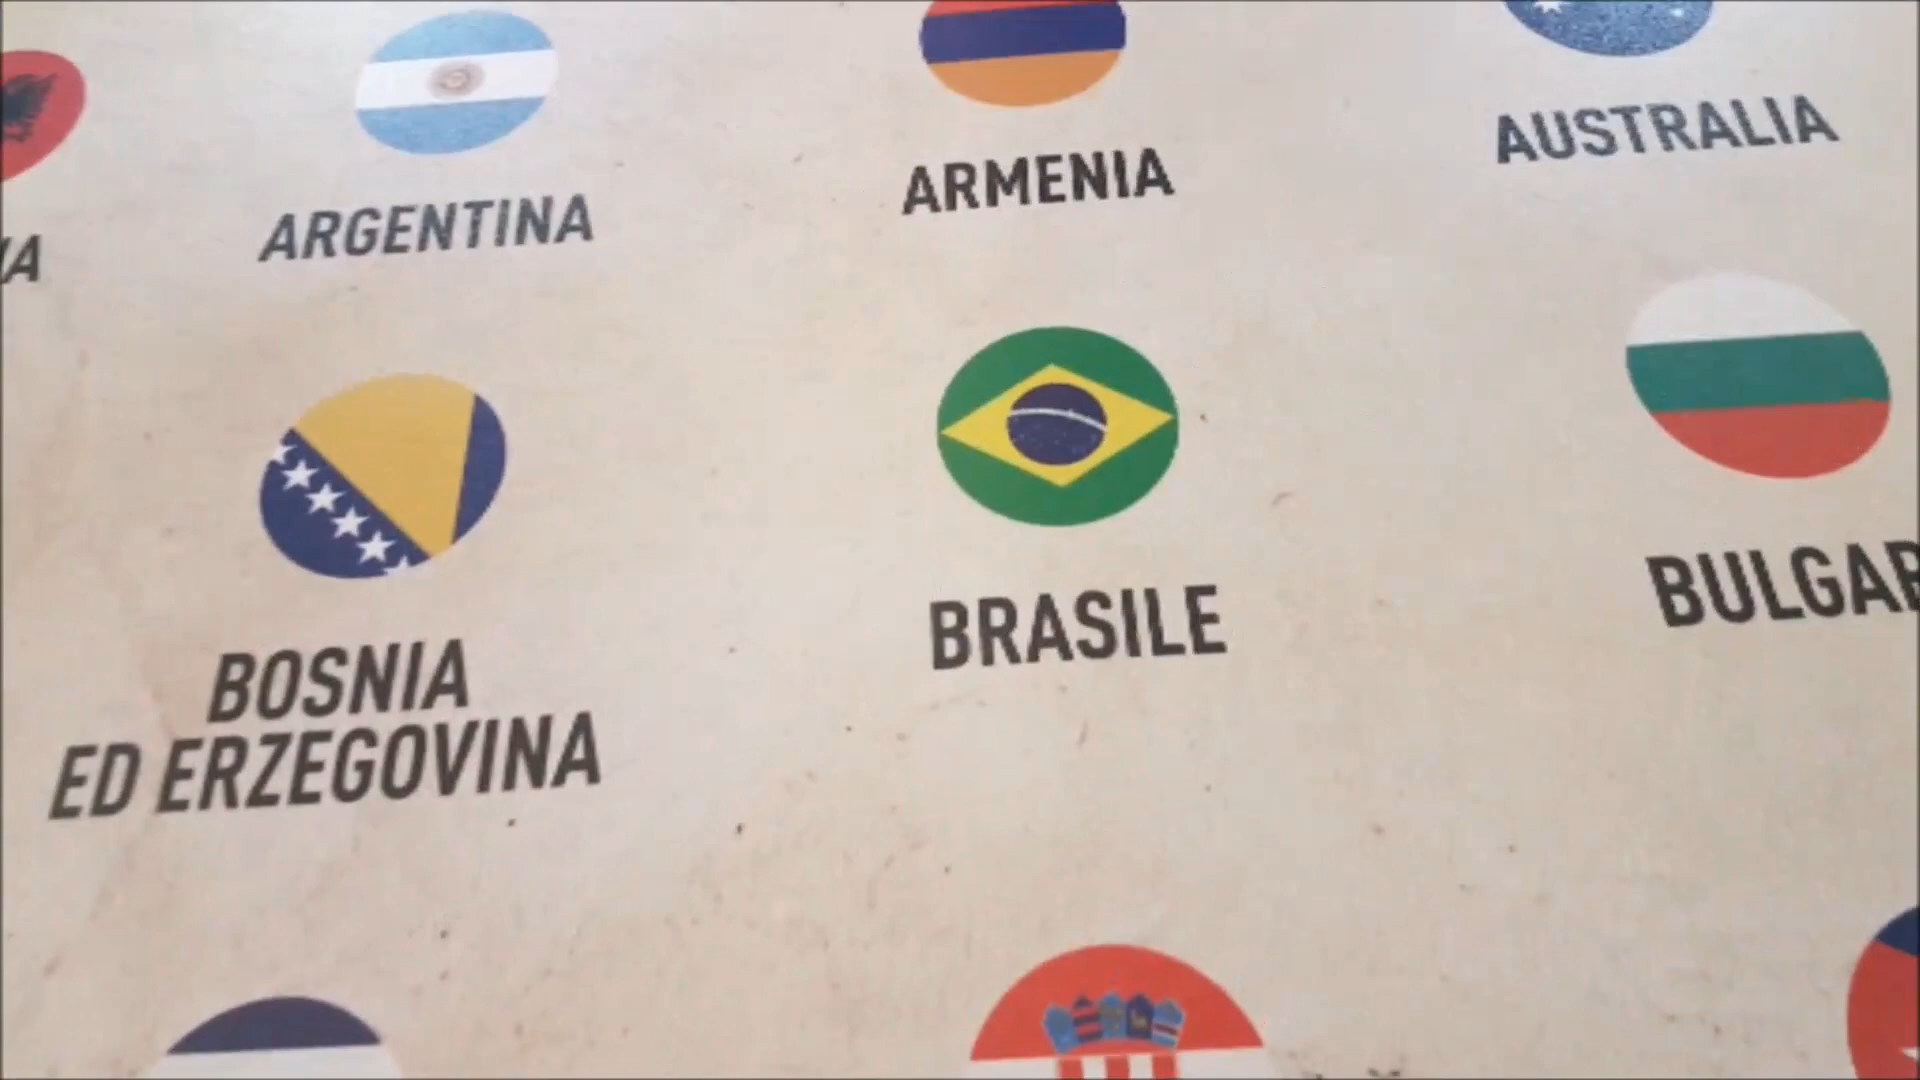 ARGENTINA
ARMENIA
AUSTRALIA
BOSNIA
ED ERZEGOVINA
BRASILE